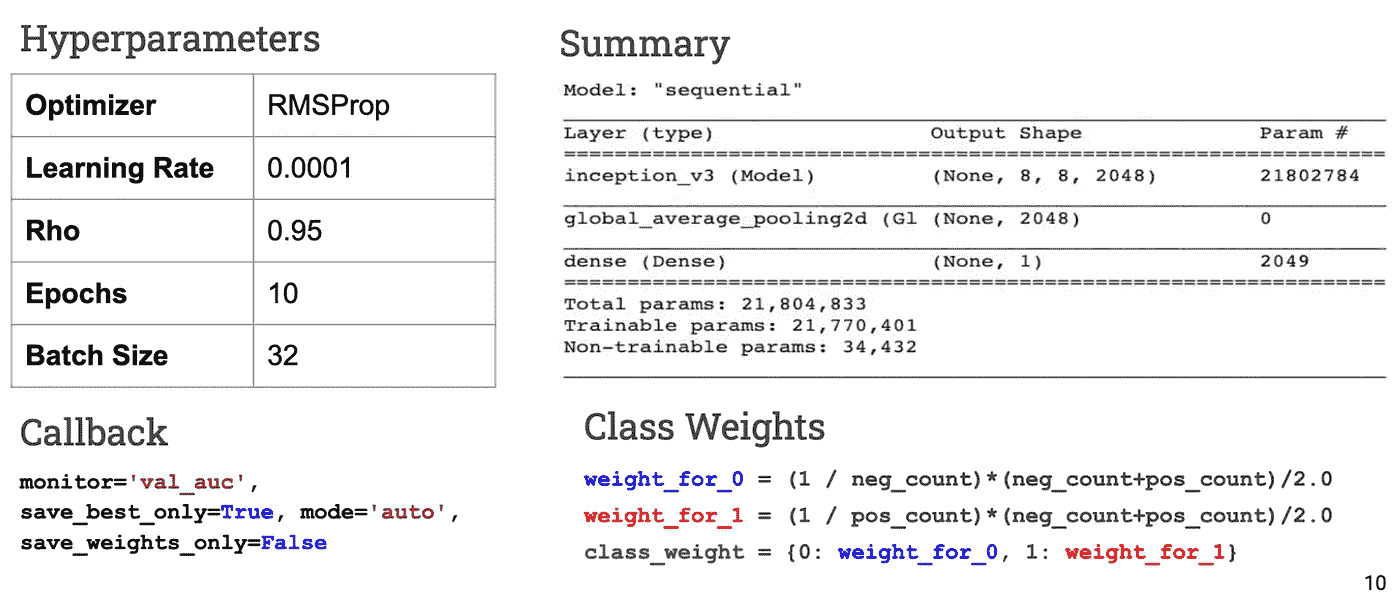 Hyperparameters
Optimizer RMSProp
Learning Rate 0.0001
Rho 0.95
Epochs 10
Batch Size 32
Callback
monitor='val_auc',
save_best_only=True, mode='auto',
save_weights_only=False
Summary
Model: "sequential"
Layer (type) Output Shape Param #
=================================================================
inception_v3 (Model) (None, 8, 8, 2048) 21802784
global_average_pooling2d (Gl (None, 2048) 0
dense (Dense) (None, 1) 2049
=================================================================
Total params: 21,804,833
Trainable params: 21,770,401
Non-trainable params: 34,432
Class Weights
weight_for_0 = (1 / neg_count)*(neg_count+pos_count)/2.0
weight_for_1 = (1 / pos_count)*(neg_count+pos_count)/2.0
class_weight = {0: weight_for_0, 1: weight_for_1}
10